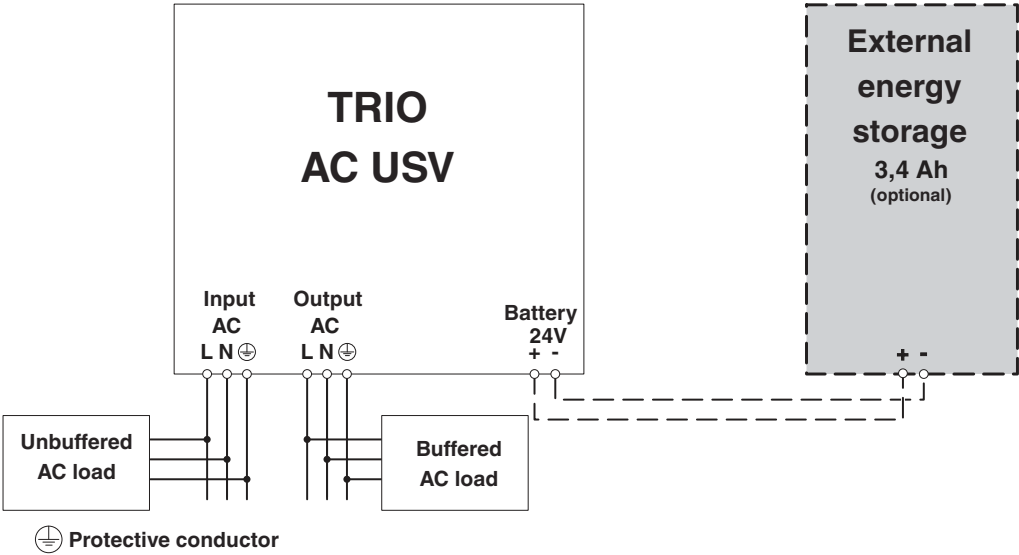 TRIO
AC USV
External
energy
storage
3,4 Ah
(optional)
Input
AC
L N
Output
AC
L N
Battery
24V
+ -
+ -
Unbuffered
AC load
Buffered
AC load
Protective conductor